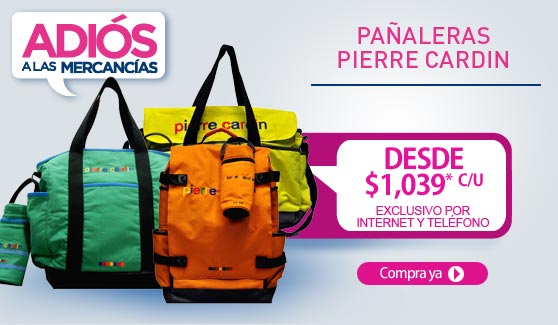 ADIÓS
A LAS MERCANCÍAS
PAÑALERAS
PIERRE CARDIN
pierre cardin
pierre cardin
pierre
DESDE
$1,039* C/U
EXCLUSIVO POR
INTERNET Y TELÉFONO
Compra ya